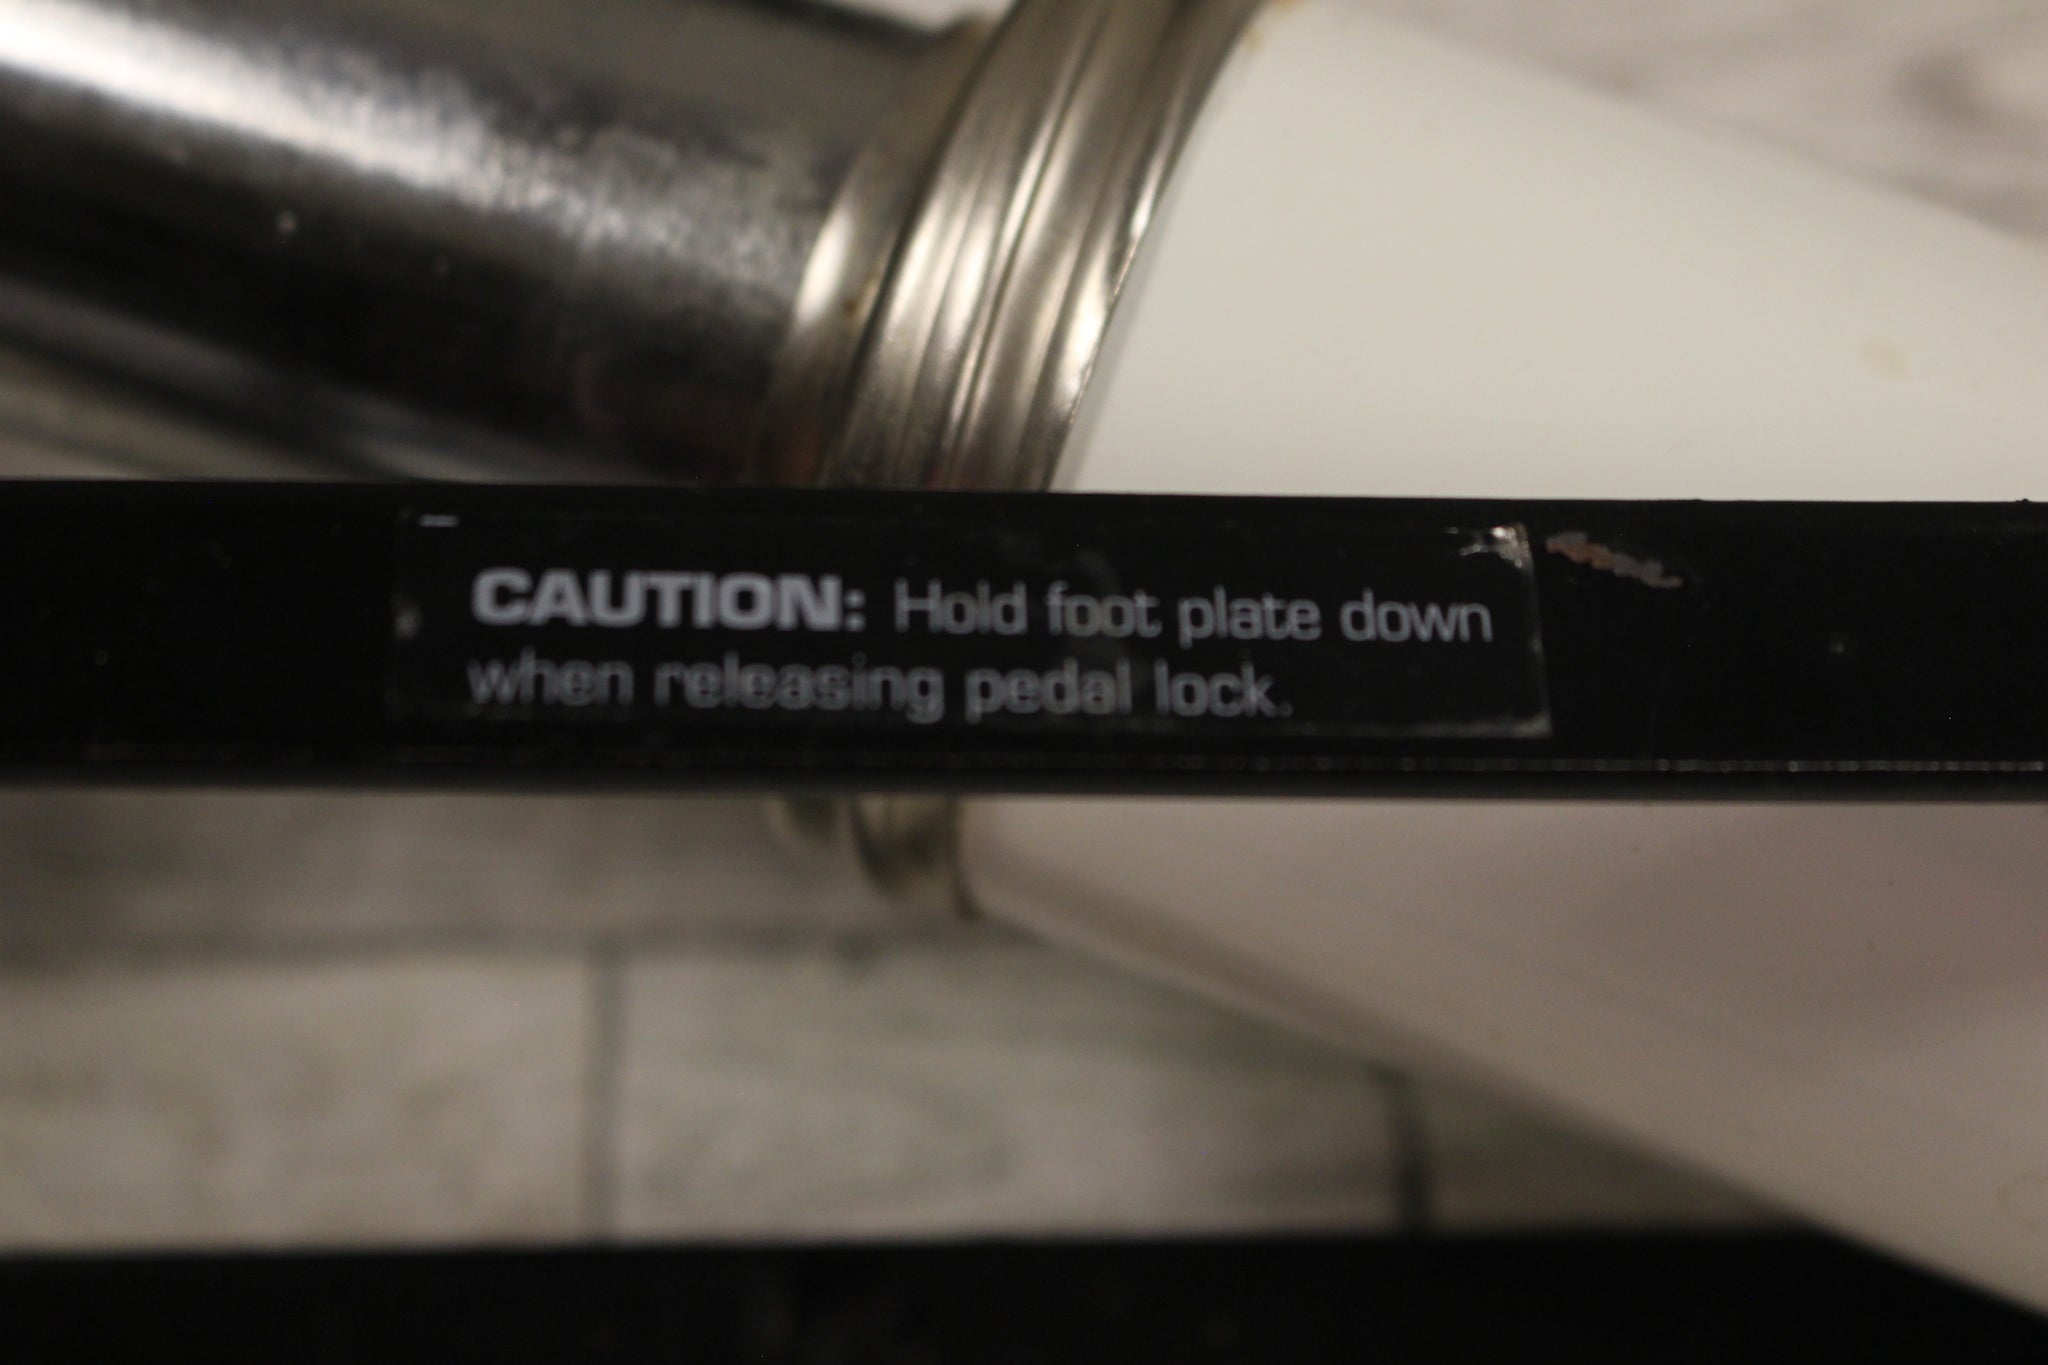 CAUTION: Hold foot plate down
when releasing pedal lock.